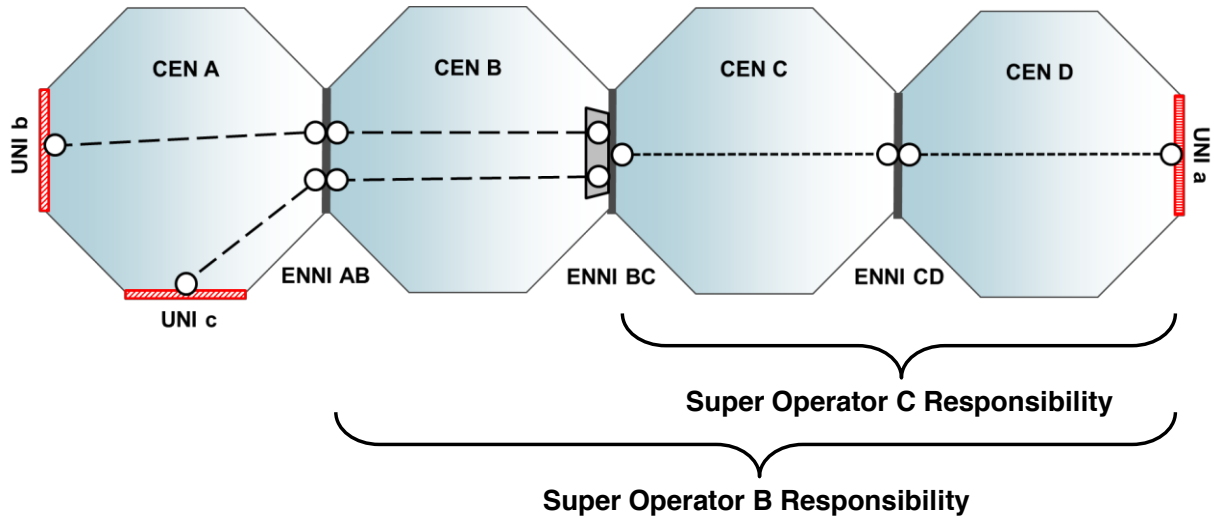 CEN A
CEN B
CEN C
CEN D
UNI b
UNI a
UNI c
ENNI AB
ENNI BC
ENNI CD
Super Operator C Responsibility
Super Operator B Responsibility